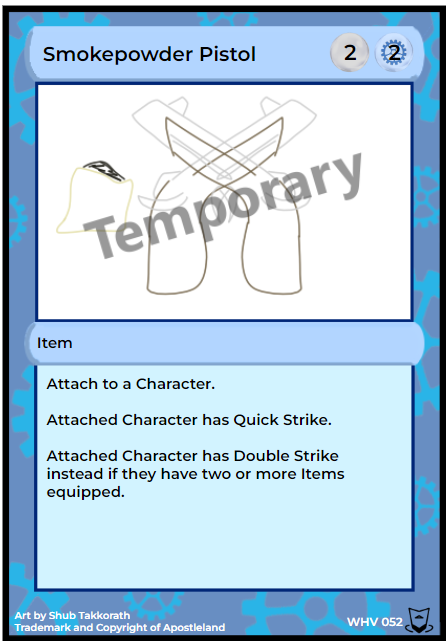 Smokepowder Pistol 2 2
Temporary
Item
Attach to a Character.
Attached Character has Quick Strike.
Attached Character has Double Strike
instead if they have two or more Items
equipped.
Art by Shub Takkorath
Trademark and Copyright of Apostleland
WHV 052